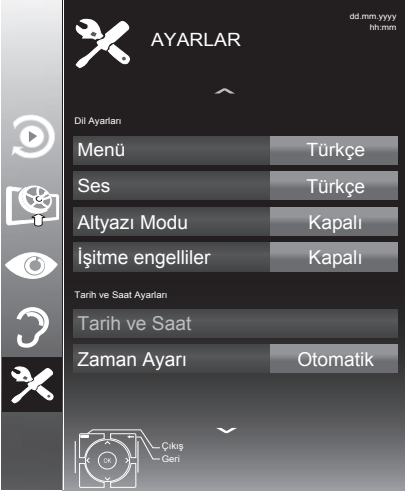 AYARLAR
dd.mm.yyyy
hh:mm
Dil Ayarları
Menü Türkçe
Ses Türkçe
Altyazı Modu Kapalı
İşitme engelliler Kapalı
Tarih ve Saat Ayarları
Tarih ve Saat
Zaman Ayarı Otomatik
Çıkış
Geri
OK